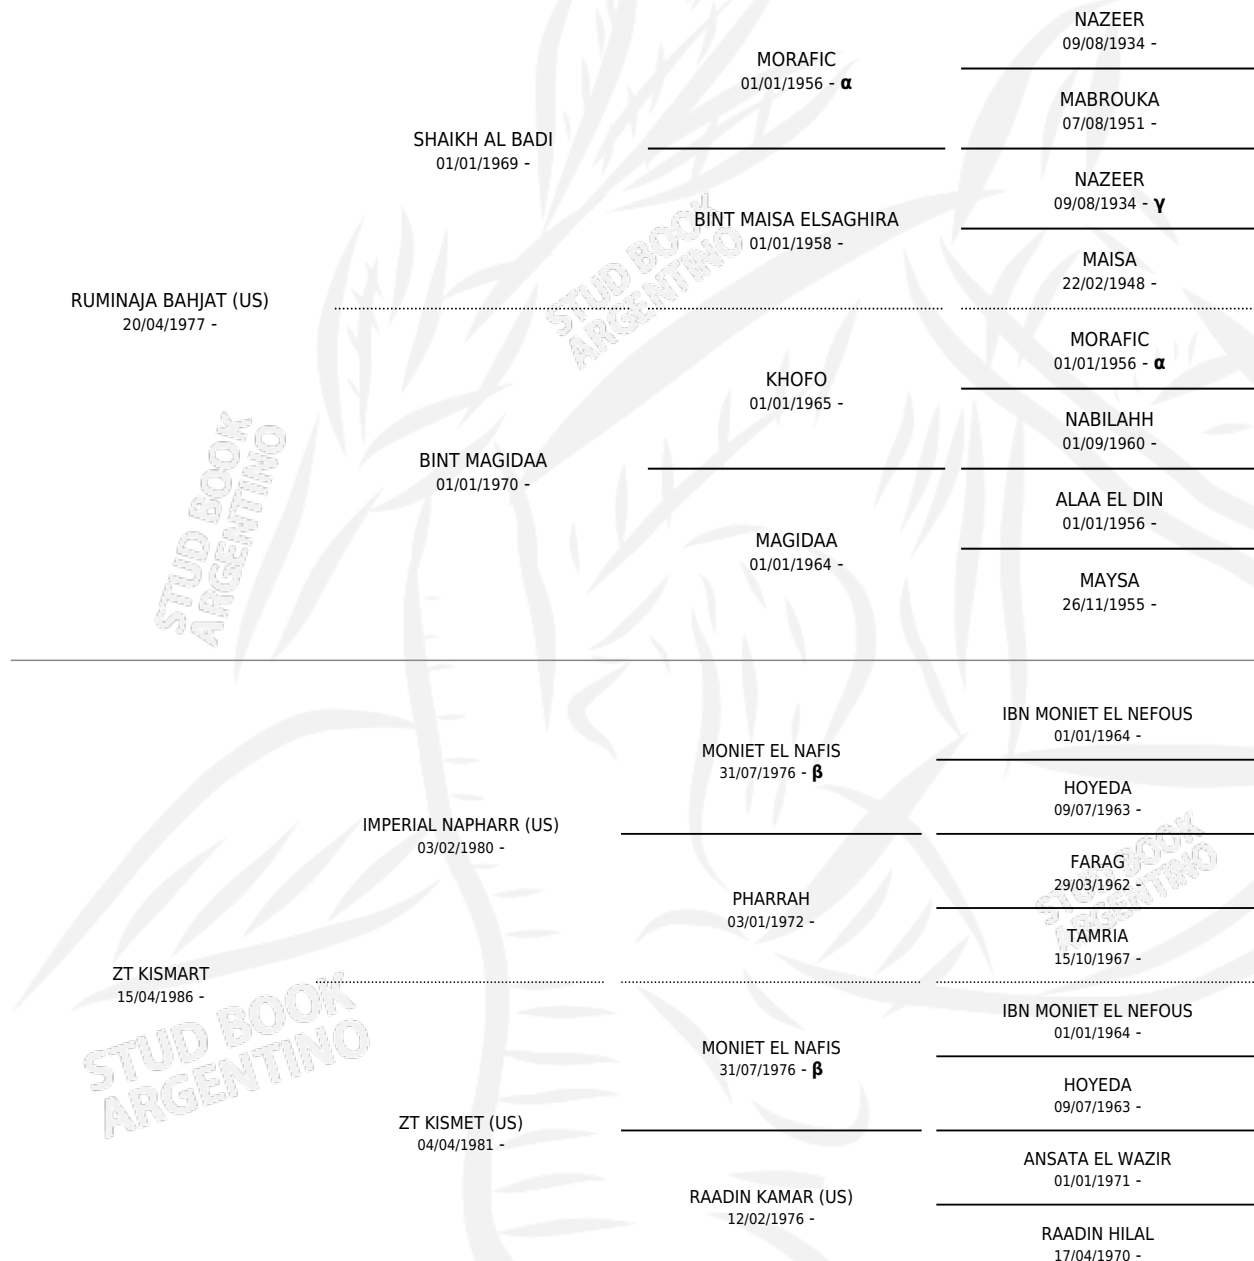 NAZEER
09/08/1934 -
MORAFIC
01/01/1956 - α
MABROUKA
07/08/1951 -
SHAIKH AL BADI
01/01/1969 -
NAZEER
09/08/1934 - γ
BINT MAISA ELSAGHIRA
01/01/1958 -
MAISA
22/02/1948 -
RUMINAJA BAHJAT (US)
20/04/1977 -
MORAFIC
01/01/1956 - α
KHOFO
01/01/1965 -
NABILAHH
01/09/1960 -
BINT MAGIDAA
01/01/1970 -
ALAA EL DIN
01/01/1956 -
MAGIDAA
01/01/1964 -
MAYSA
26/11/1955 -
IBN MONIET EL NEFOUS
01/01/1964 -
MONIET EL NAFIS
31/07/1976 - β
HOYEDA
09/07/1963 -
IMPERIAL NAPHARR (US)
03/02/1980 -
FARAG
29/03/1962 -
PHARRAH
03/01/1972 -
TAMRIA
15/10/1967 -
ZT KISMART
15/04/1986 -
IBN MONIET EL NEFOUS
01/01/1964 -
MONIET EL NAFIS
31/07/1976 - β
HOYEDA
09/07/1963 -
ZT KISMET (US)
04/04/1981 -
ANSATA EL WAZIR
01/01/1971 -
RAADIN KAMAR (US)
12/02/1976 -
RAADIN HILAL
17/04/1970 -
STUD BOOK
ARGENTINO
STUD BOOK
ARGENTINO
STUD BOOK
ARGENTINO
STUD BOOK
ARGENTINO